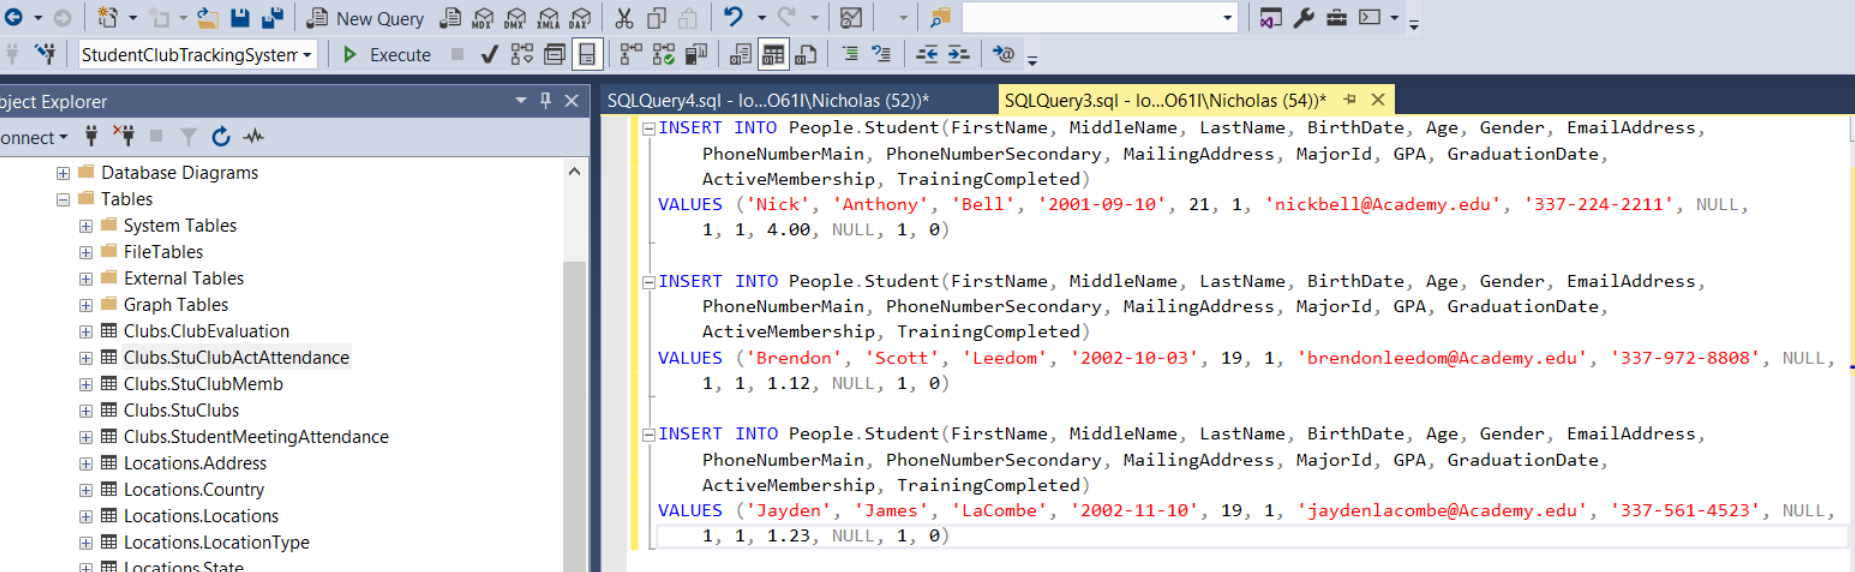 New Query MDX DMX XMLA DAX
StudentClubTrackingSystem Execute
bject Explorer
onnect
Database Diagrams
Tables
System Tables
FileTables
External Tables
Graph Tables
Clubs.ClubEvaluation
Clubs.StuClubActAttendance
Clubs.StuClubMemb
Clubs.StuClubs
Clubs.StudentMeetingAttendance
Locations.Address
Locations.Country
Locations.Locations
Locations.LocationType
Locations.State
SQLQuery4.sql - lo...O61I\Nicholas (52))* SQLQuery3.sql - lo...O61I\Nicholas (54))*
INSERT INTO People.Student(FirstName, MiddleName, LastName, BirthDate, Age, Gender, EmailAddress,
PhoneNumberMain, PhoneNumberSecondary, MailingAddress, MajorId, GPA, GraduationDate,
ActiveMembership, TrainingCompleted)
VALUES ('Nick', 'Anthony', 'Bell', '2001-09-10', 21, 1, 'nickbell@Academy.edu', '337-224-2211', NULL,
1, 1, 4.00, NULL, 1, 0)
INSERT INTO People.Student(FirstName, MiddleName, LastName, BirthDate, Age, Gender, EmailAddress,
PhoneNumberMain, PhoneNumberSecondary, MailingAddress, MajorId, GPA, GraduationDate,
ActiveMembership, TrainingCompleted)
VALUES ('Brendon', 'Scott', 'Leedom', '2002-10-03', 19, 1, 'brendonleedom@Academy.edu', '337-972-8808', NULL,
1, 1, 1.12, NULL, 1, 0)
INSERT INTO People.Student(FirstName, MiddleName, LastName, BirthDate, Age, Gender, EmailAddress,
PhoneNumberMain, PhoneNumberSecondary, MailingAddress, MajorId, GPA, GraduationDate,
ActiveMembership, TrainingCompleted)
VALUES ('Jayden', 'James', 'LaCombe', '2002-11-10', 19, 1, 'jaydenlacombe@Academy.edu', '337-561-4523', NULL,
1, 1, 1.23, NULL, 1, 0)